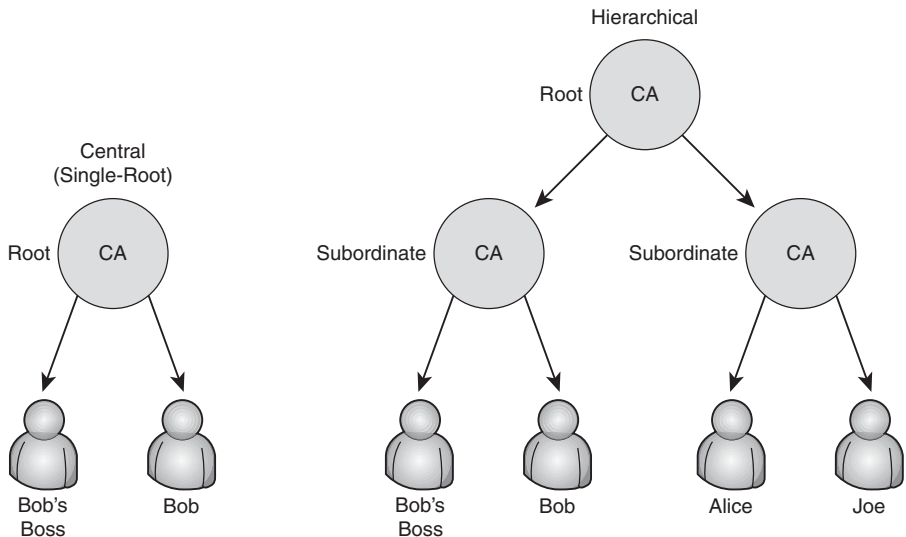 Hierarchical
Root
CA
Central
(Single-Root)
Root
CA
Subordinate
CA
Subordinate
CA
Bob's
Boss
Bob
Bob's
Boss
Bob
Alice
Joe